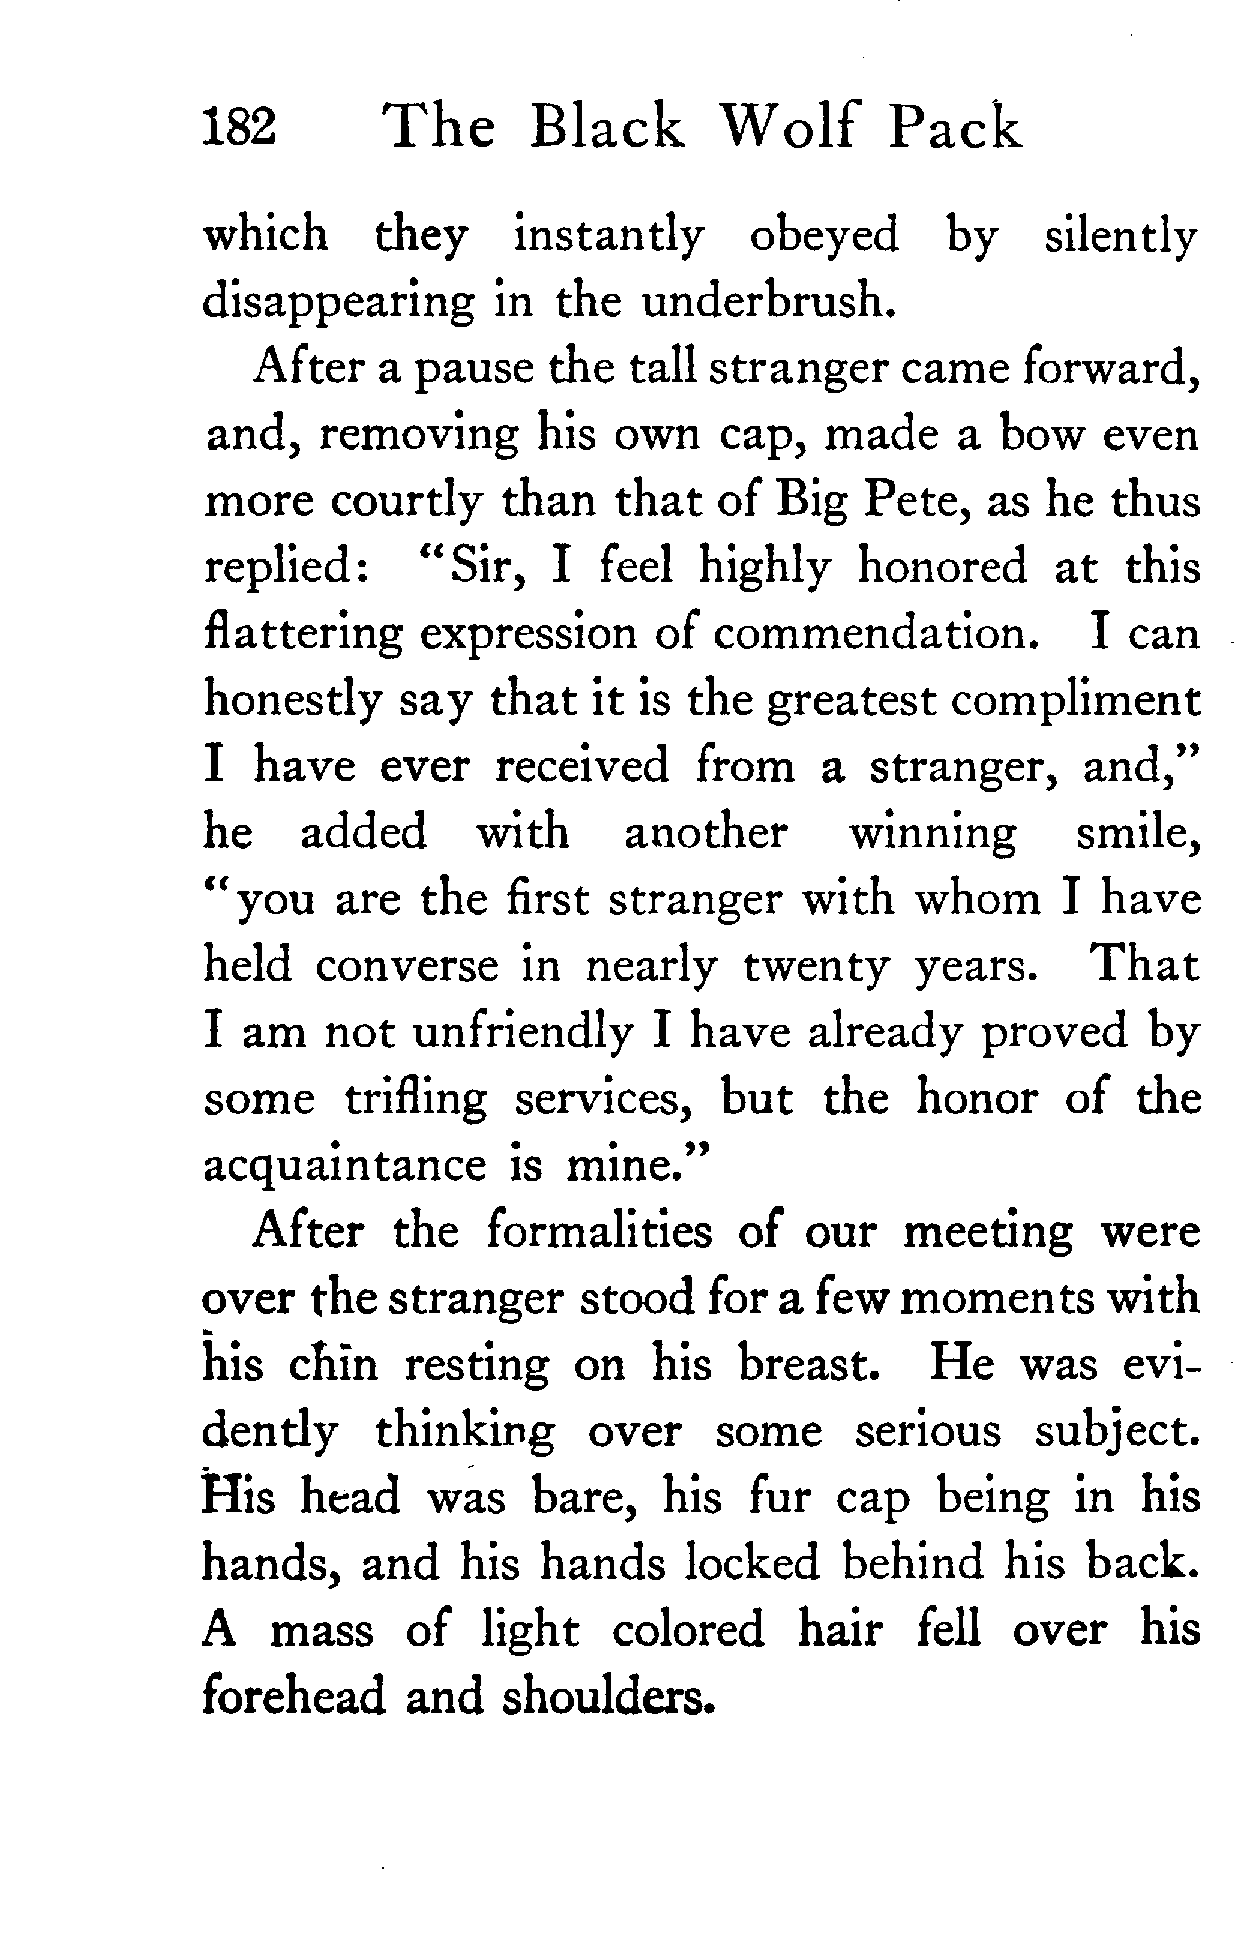 182 The Black Wolf Pack
which they instantly obeyed by silently
disappearing in the underbrush.
After a pause the tall stranger came forward,
and, removing his own cap, made a bow even
more courtly than that of Big Pete, as he thus
replied: “Sir, I feel highly honored at this
flattering expression of commendation. I can
honestly say that it is the greatest compliment
I have ever received from a stranger, and,”
he added with another winning smile,
“you are the first stranger with whom I have
held converse in nearly twenty years. That
I am not unfriendly I have already proved by
some trifling services, but the honor of the
acquaintance is mine.”
After the formalities of our meeting were
over the stranger stood for a few moments with
his chin resting on his breast. He was evi-
dently thinking over some serious subject.
His head was bare, his fur cap being in his
hands, and his hands locked behind his back.
A mass of light colored hair fell over his
forehead and shoulders.